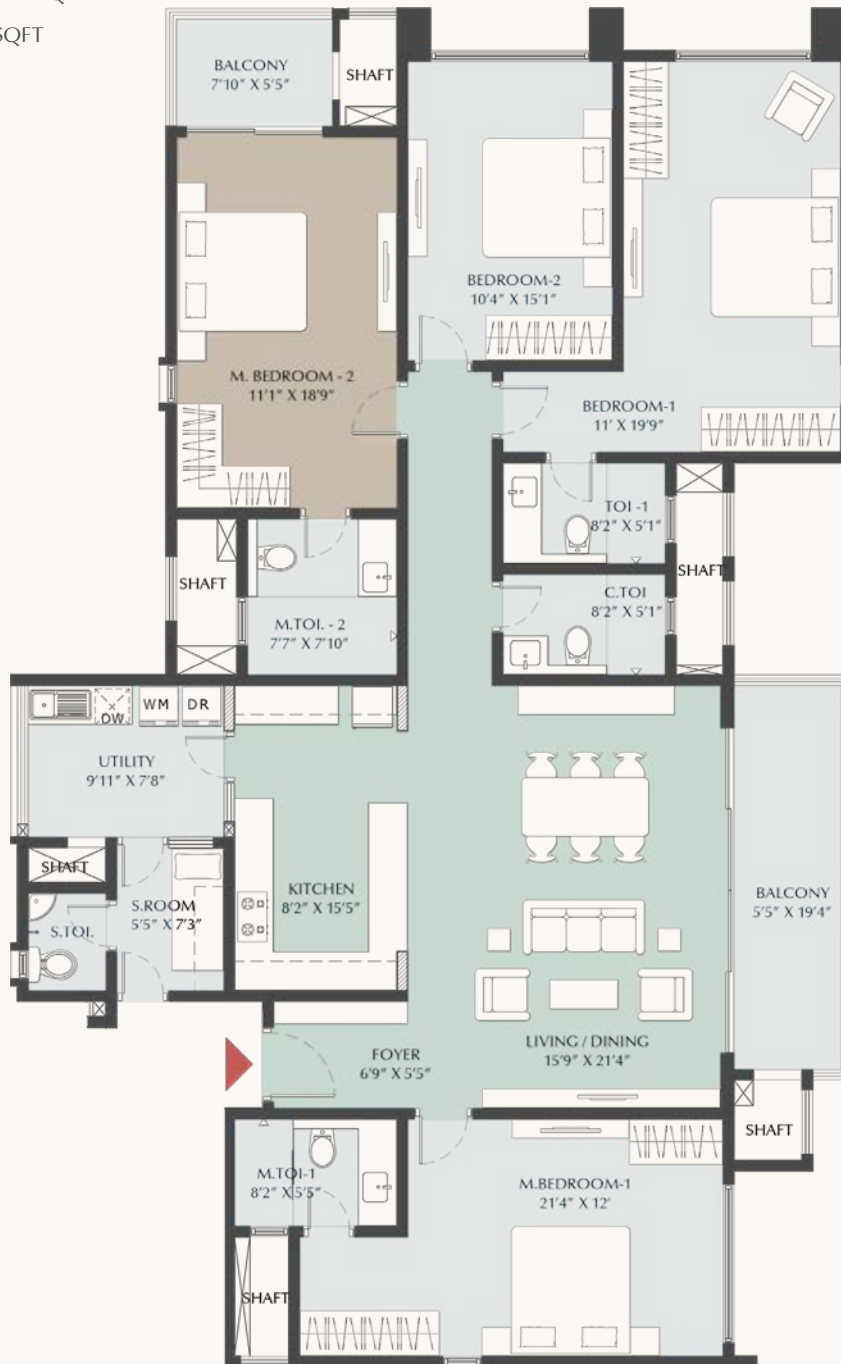 SQFT
BALCONY
7'10" X 5'5"
SHAFT
BEDROOM-2
10'4" X 15'1"
M. BEDROOM - 2
11'1" X 18'9"
BEDROOM-1
11' X 19'9"
TOI -1
8'2" X 5'1"
SHAFT
C.TOI
8'2" X 5'1"
SHAFT
M.TOI. - 2
7'7" X 7'10"
DW
WM
DR
UTILITY
9'11" X 7'8"
SHAFT
S.ROOM
5'5" X 7'3"
S.TOI.
KITCHEN
8'2" X 15'5"
BALCONY
5'5" X 19'4"
FOYER
6'9" X 5'5"
LIVING / DINING
15'9" X 21'4"
SHAFT
M.TOI-1
8'2" X 5'5"
M.BEDROOM-1
21'4" X 12'
SHAFT